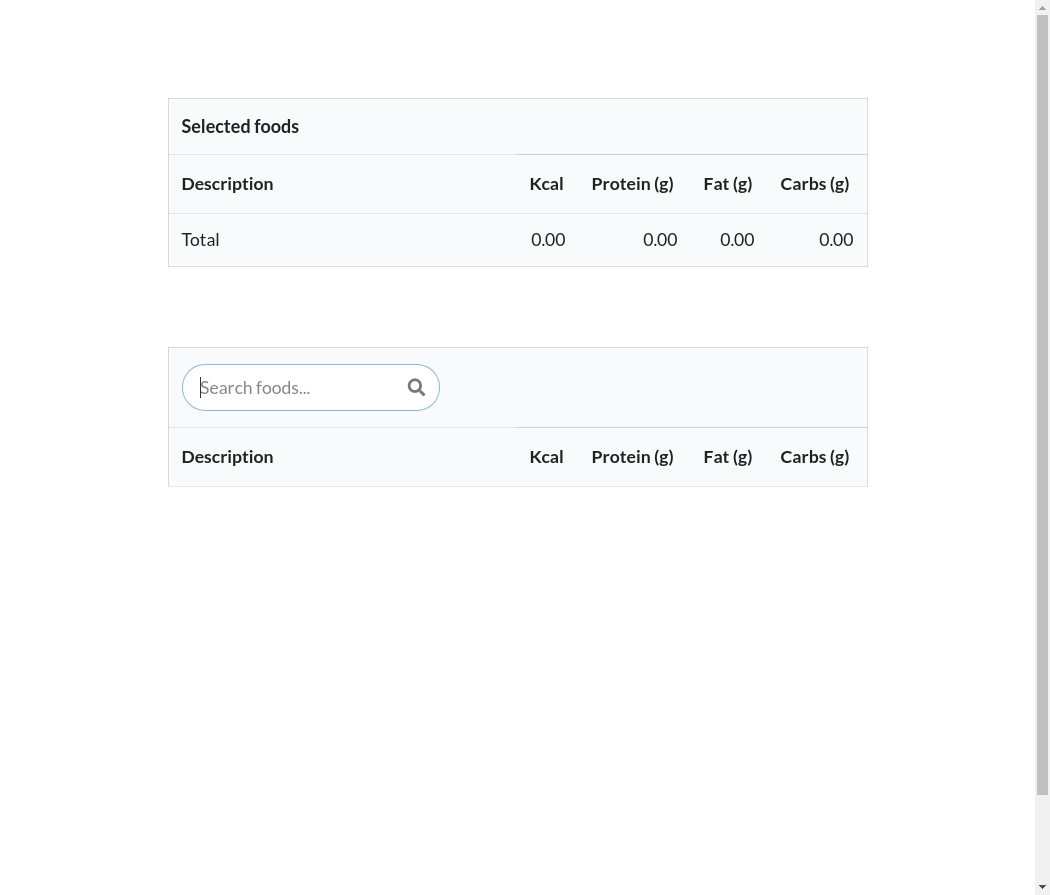 Selected foods
Description Kcal Protein (g) Fat (g) Carbs (g)
Total 0.00 0.00 0.00 0.00
Search foods...
Description Kcal Protein (g) Fat (g) Carbs (g)